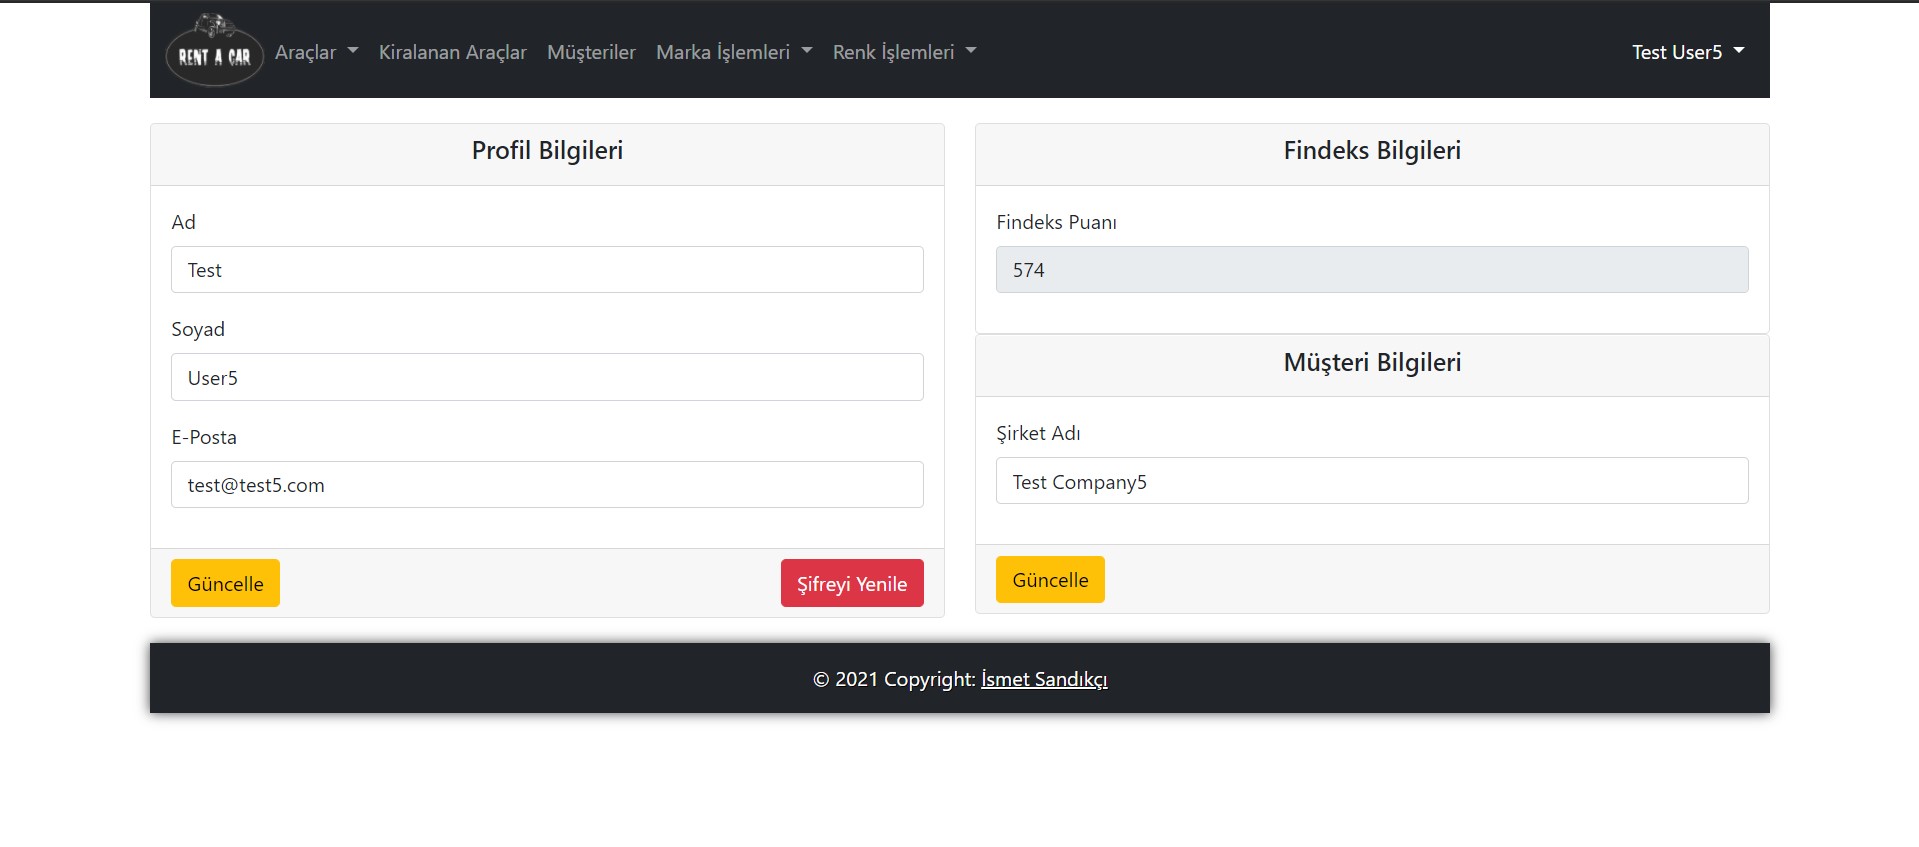 RENT A CAR
Araçlar Kiralanan Araçlar Müşteriler Marka İşlemleri Renk İşlemleri Test User5
Profil Bilgileri
Ad
Test
Soyad
User5
E-Posta
test@test5.com
Güncelle Şifreyi Yenile
Findeks Bilgileri
Findeks Puanı
574
Müşteri Bilgileri
Şirket Adı
Test Company5
Güncelle
© 2021 Copyright: İsmet Sandıkçı